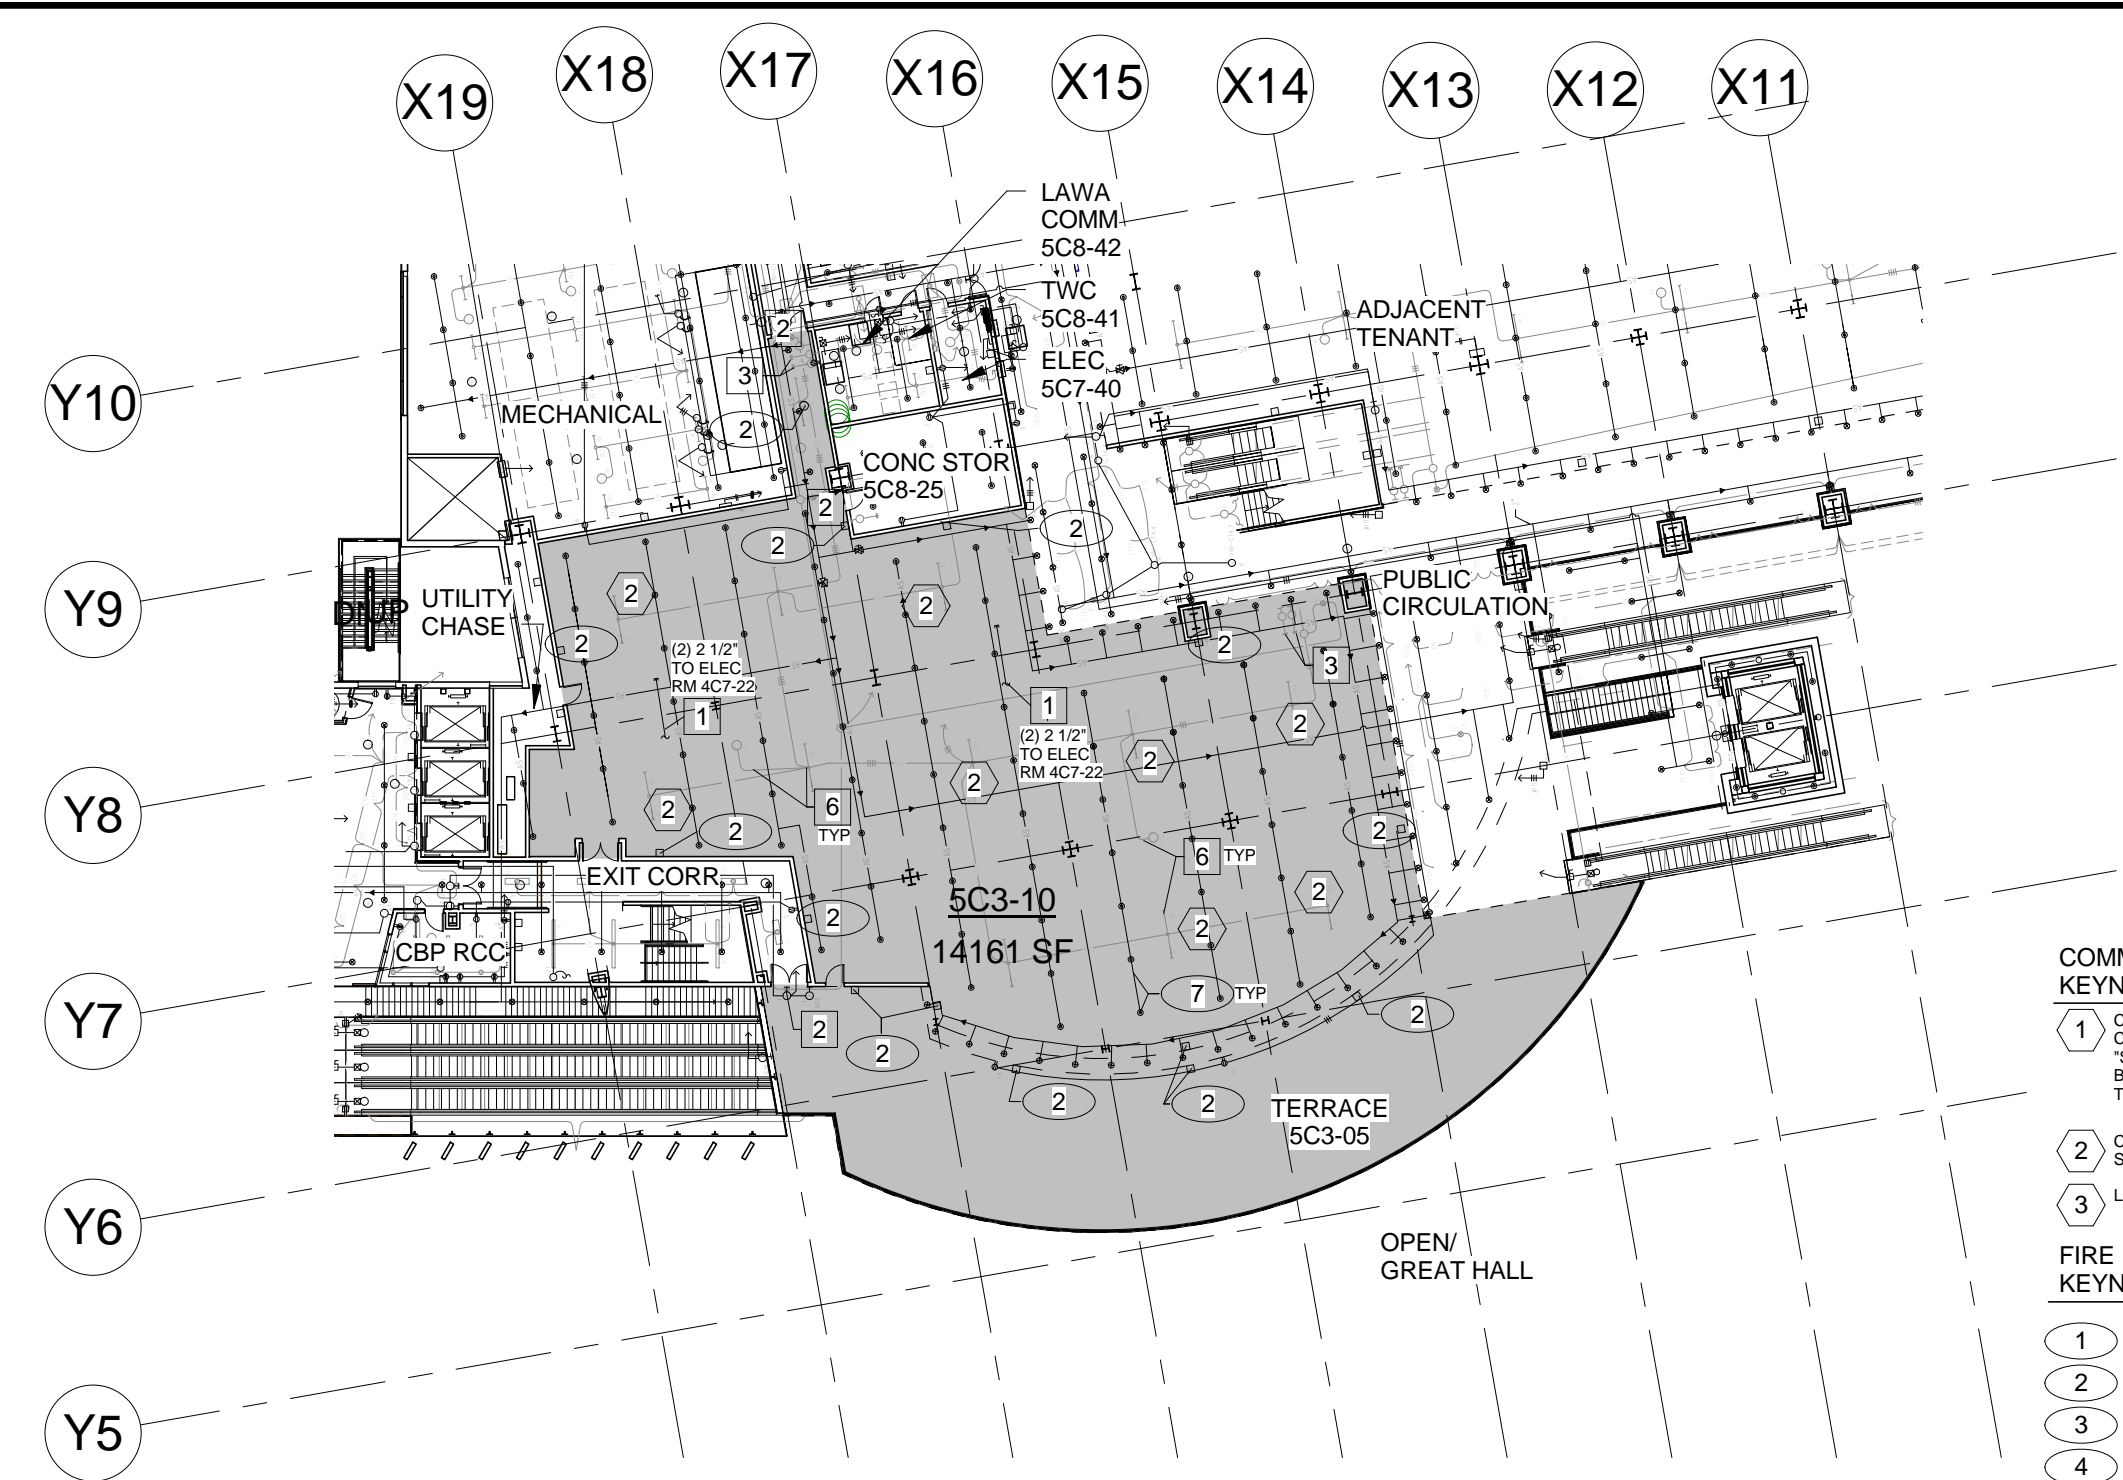 X19
X18
X17
X16
X15
X14
X13
X12
X11
Y10
Y9
Y8
Y7
Y6
Y5
LAWA
COMM
5C8-42
TWC
5C8-41
ELEC
5C7-40
ADJACENT
TENANT
2
3
2
MECHANICAL
CONC STOR
5C8-25
2
2
2
UTILITY
CHASE
2
2
2
(2) 2 1/2"
TO ELEC
RM 4C7-22
1
PUBLIC
CIRCULATION
2
3
1
(2) 2 1/2"
TO ELEC
RM 4C7-22
2
2
2
2
2
6
TYP
2
6
TYP
EXIT CORR
2
2
2
5C3-10
14161 SF
CBP RCC
7
TYP
2
2
2
2
2
TERRACE
5C3-05
OPEN/
GREAT HALL
KEYN
1
2
3
L
FIRE
KEYN
1
2
3
4